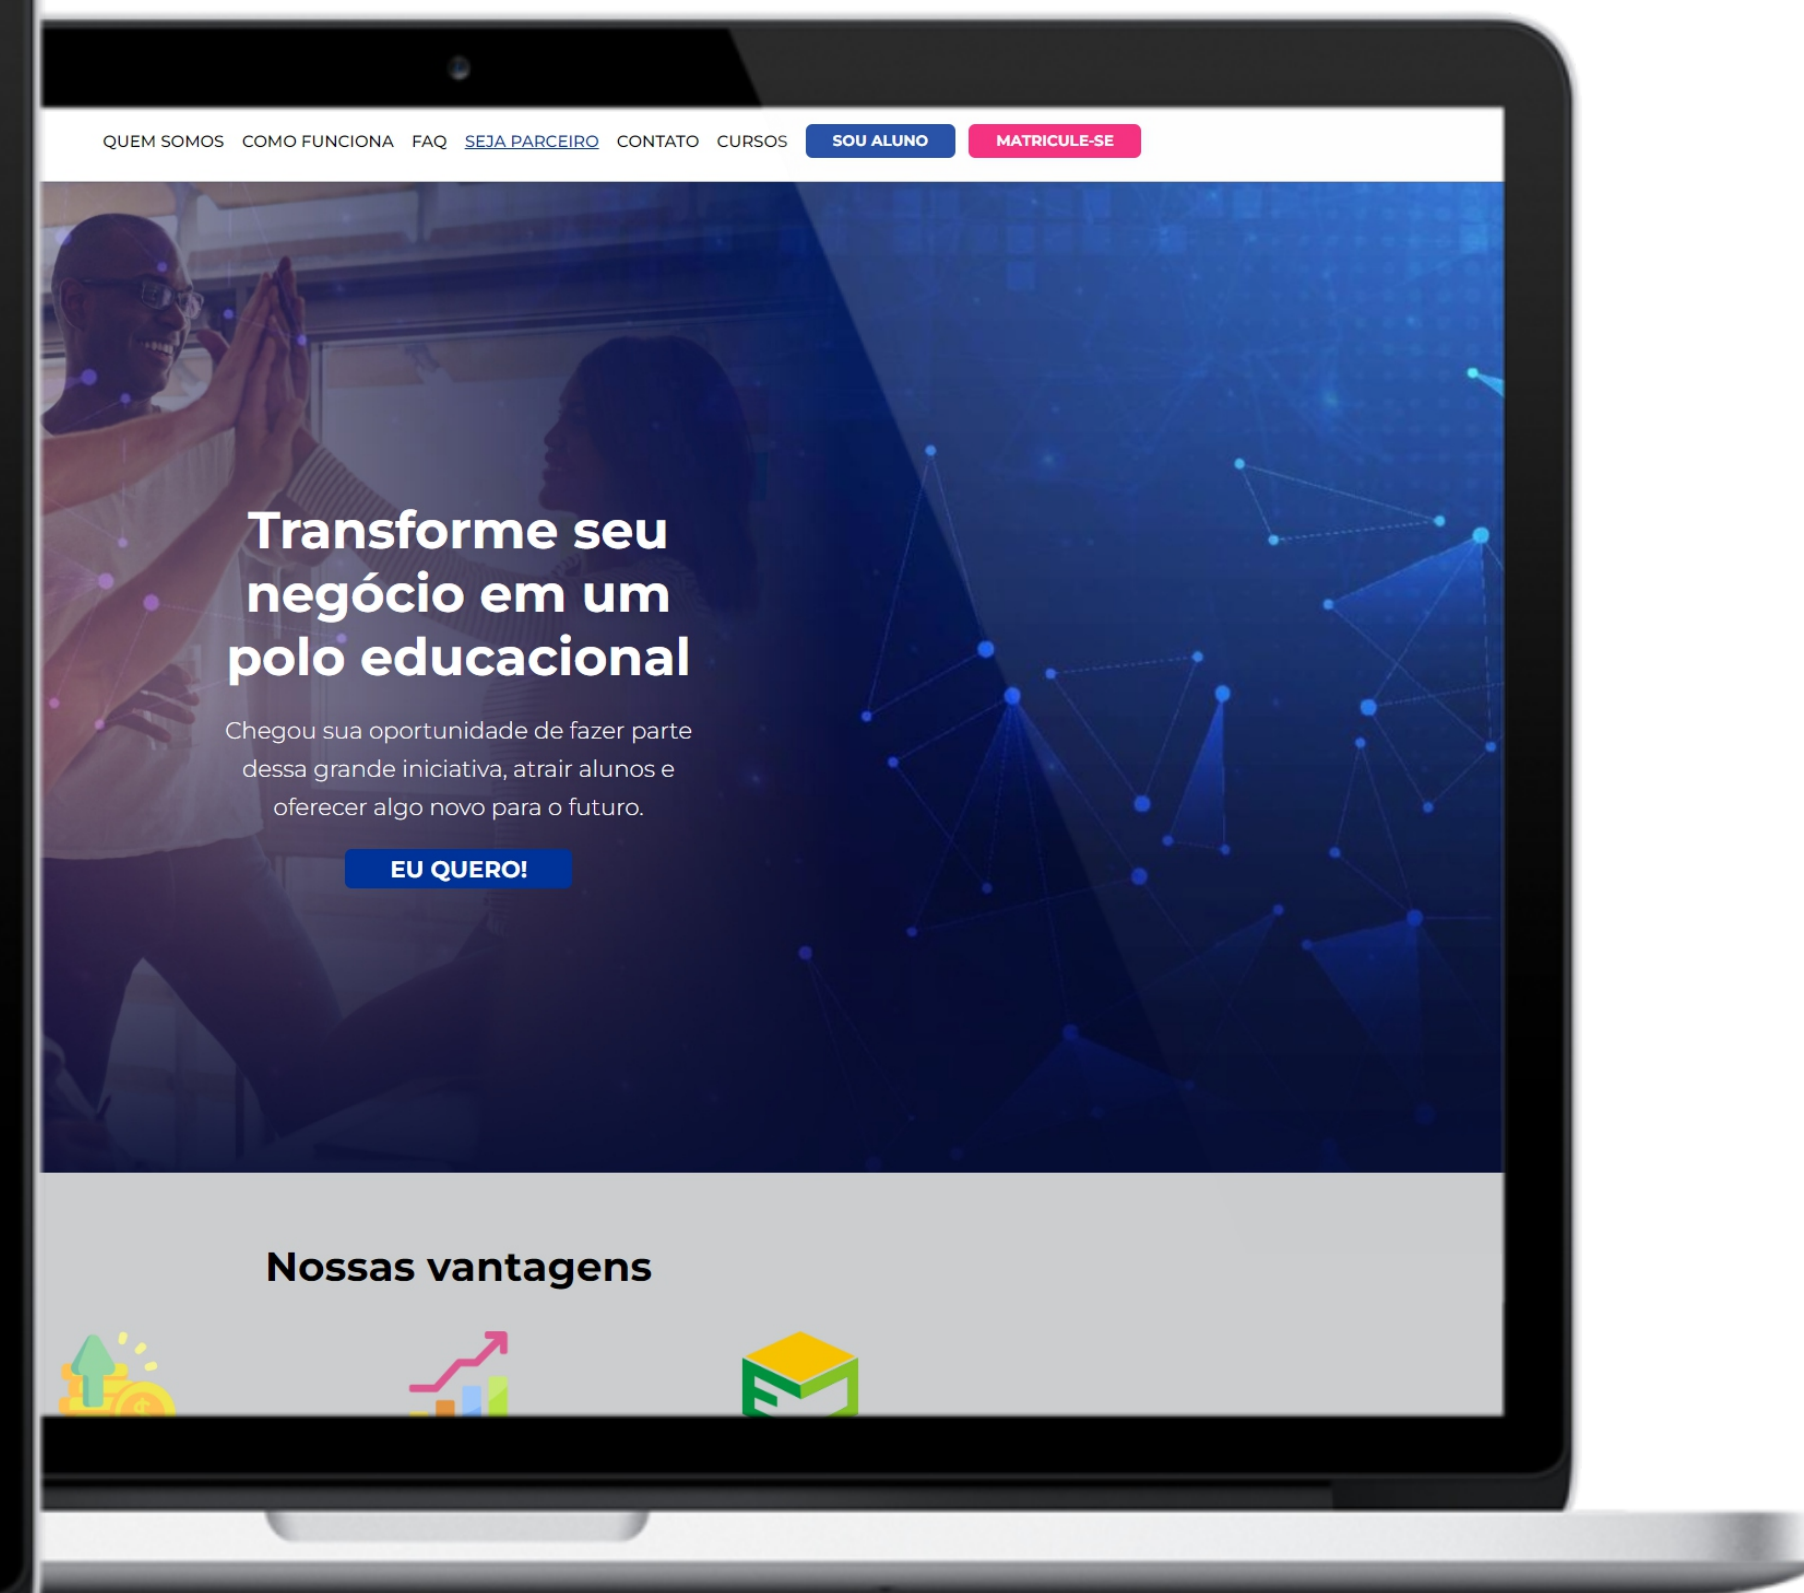 QUEM SOMOS COMO FUNCIONA FAQ SEJA PARCEIRO CONTATO CURSOS SOU ALUNO MATRICULE-SE
Transforme seu
negócio em um
polo educacional
Chegou sua oportunidade de fazer parte
dessa grande iniciativa, atrair alunos e
oferecer algo novo para o futuro.
EU QUERO!
Nossas vantagens